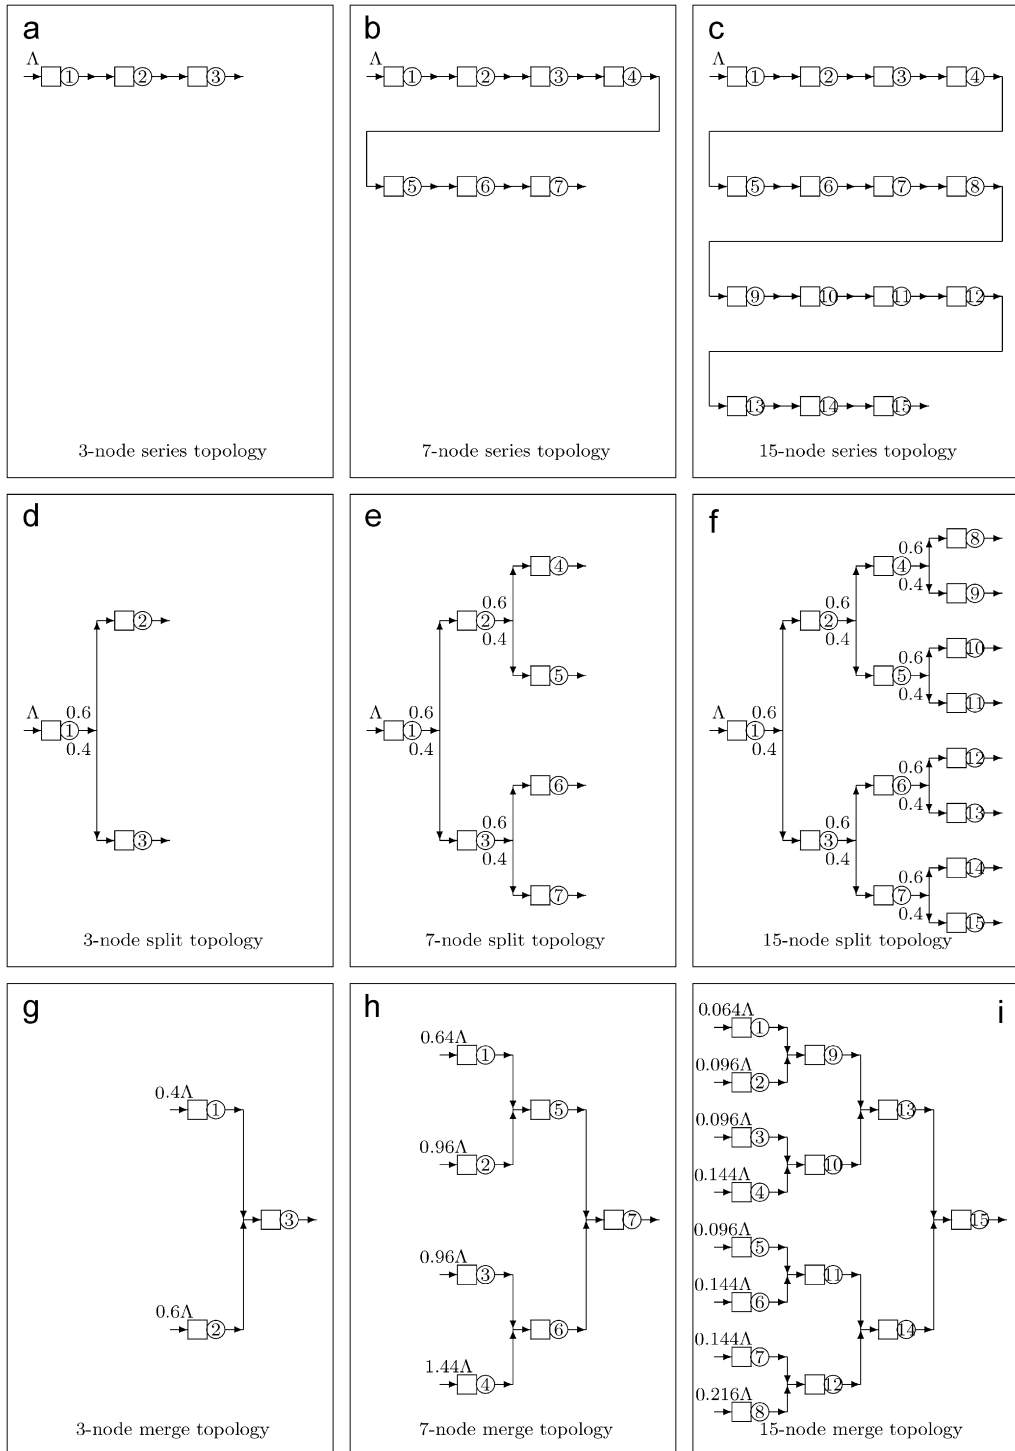 a
Λ
1 2 3
3-node series topology
b
Λ
1 2 3 4
5 6 7
7-node series topology
c
Λ
1 2 3 4
5 6 7 8
9 10 11 12
13 14 15
15-node series topology
d
2
Λ 0.6
1
0.4
3
3-node split topology
e
4
0.6
2
0.4
5
Λ 0.6
1
0.4
6
0.6
3
0.4
7
7-node split topology
f
8
0.6
4
0.4
9
0.6
2
0.4
10
0.6
5
0.4
11
Λ 0.6
1
0.4
12
0.6
6
0.4
13
0.6
3
0.4
14
0.6
7
0.4
15
15-node split topology
g
0.4Λ
1
3
0.6Λ
2
3-node merge topology
h
0.64Λ
1
5
0.96Λ
2
7
0.96Λ
3
6
1.44Λ
4
7-node merge topology
i
0.064Λ
1
9
0.096Λ
2
13
0.096Λ
3
10
0.144Λ
4
15
0.096Λ
5
11
0.144Λ
6
14
0.144Λ
7
12
0.216Λ
8
15-node merge topology